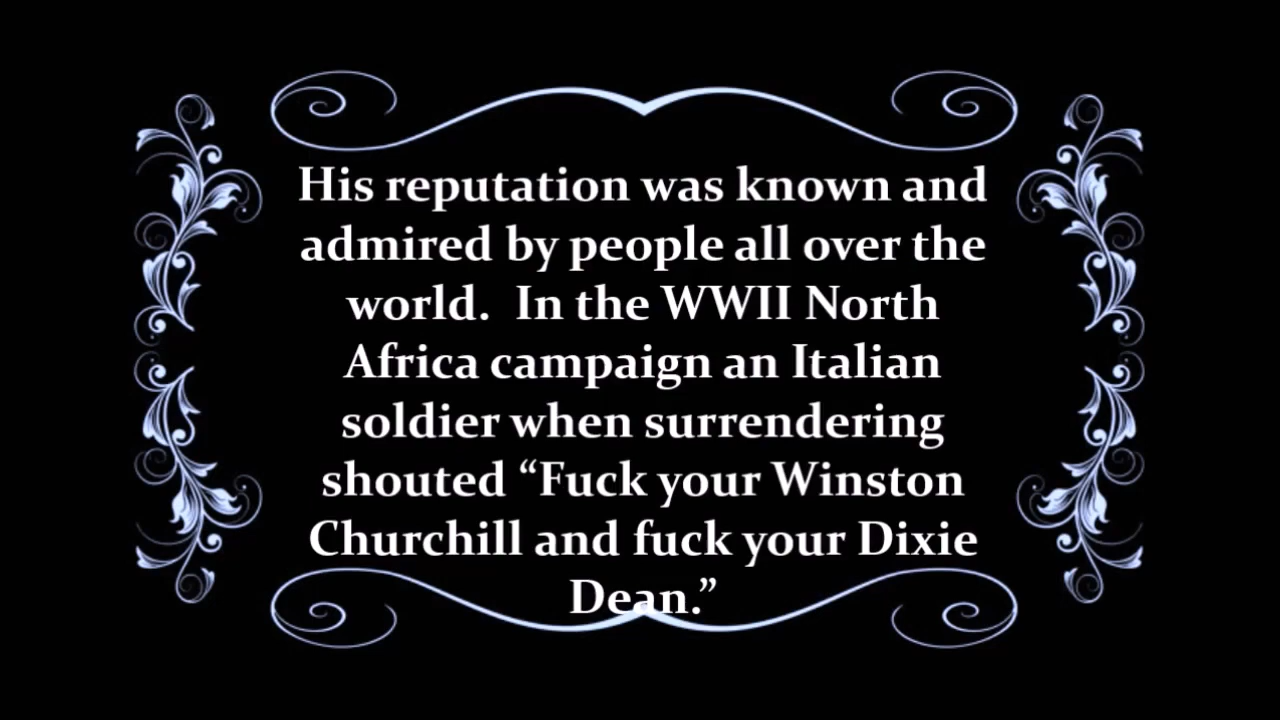 His reputation was known and
admired by people all over the
world.  In the WWII North
Africa campaign an Italian
soldier when surrendering
shouted “Fuck your Winston
Churchill and fuck your Dixie
Dean.”